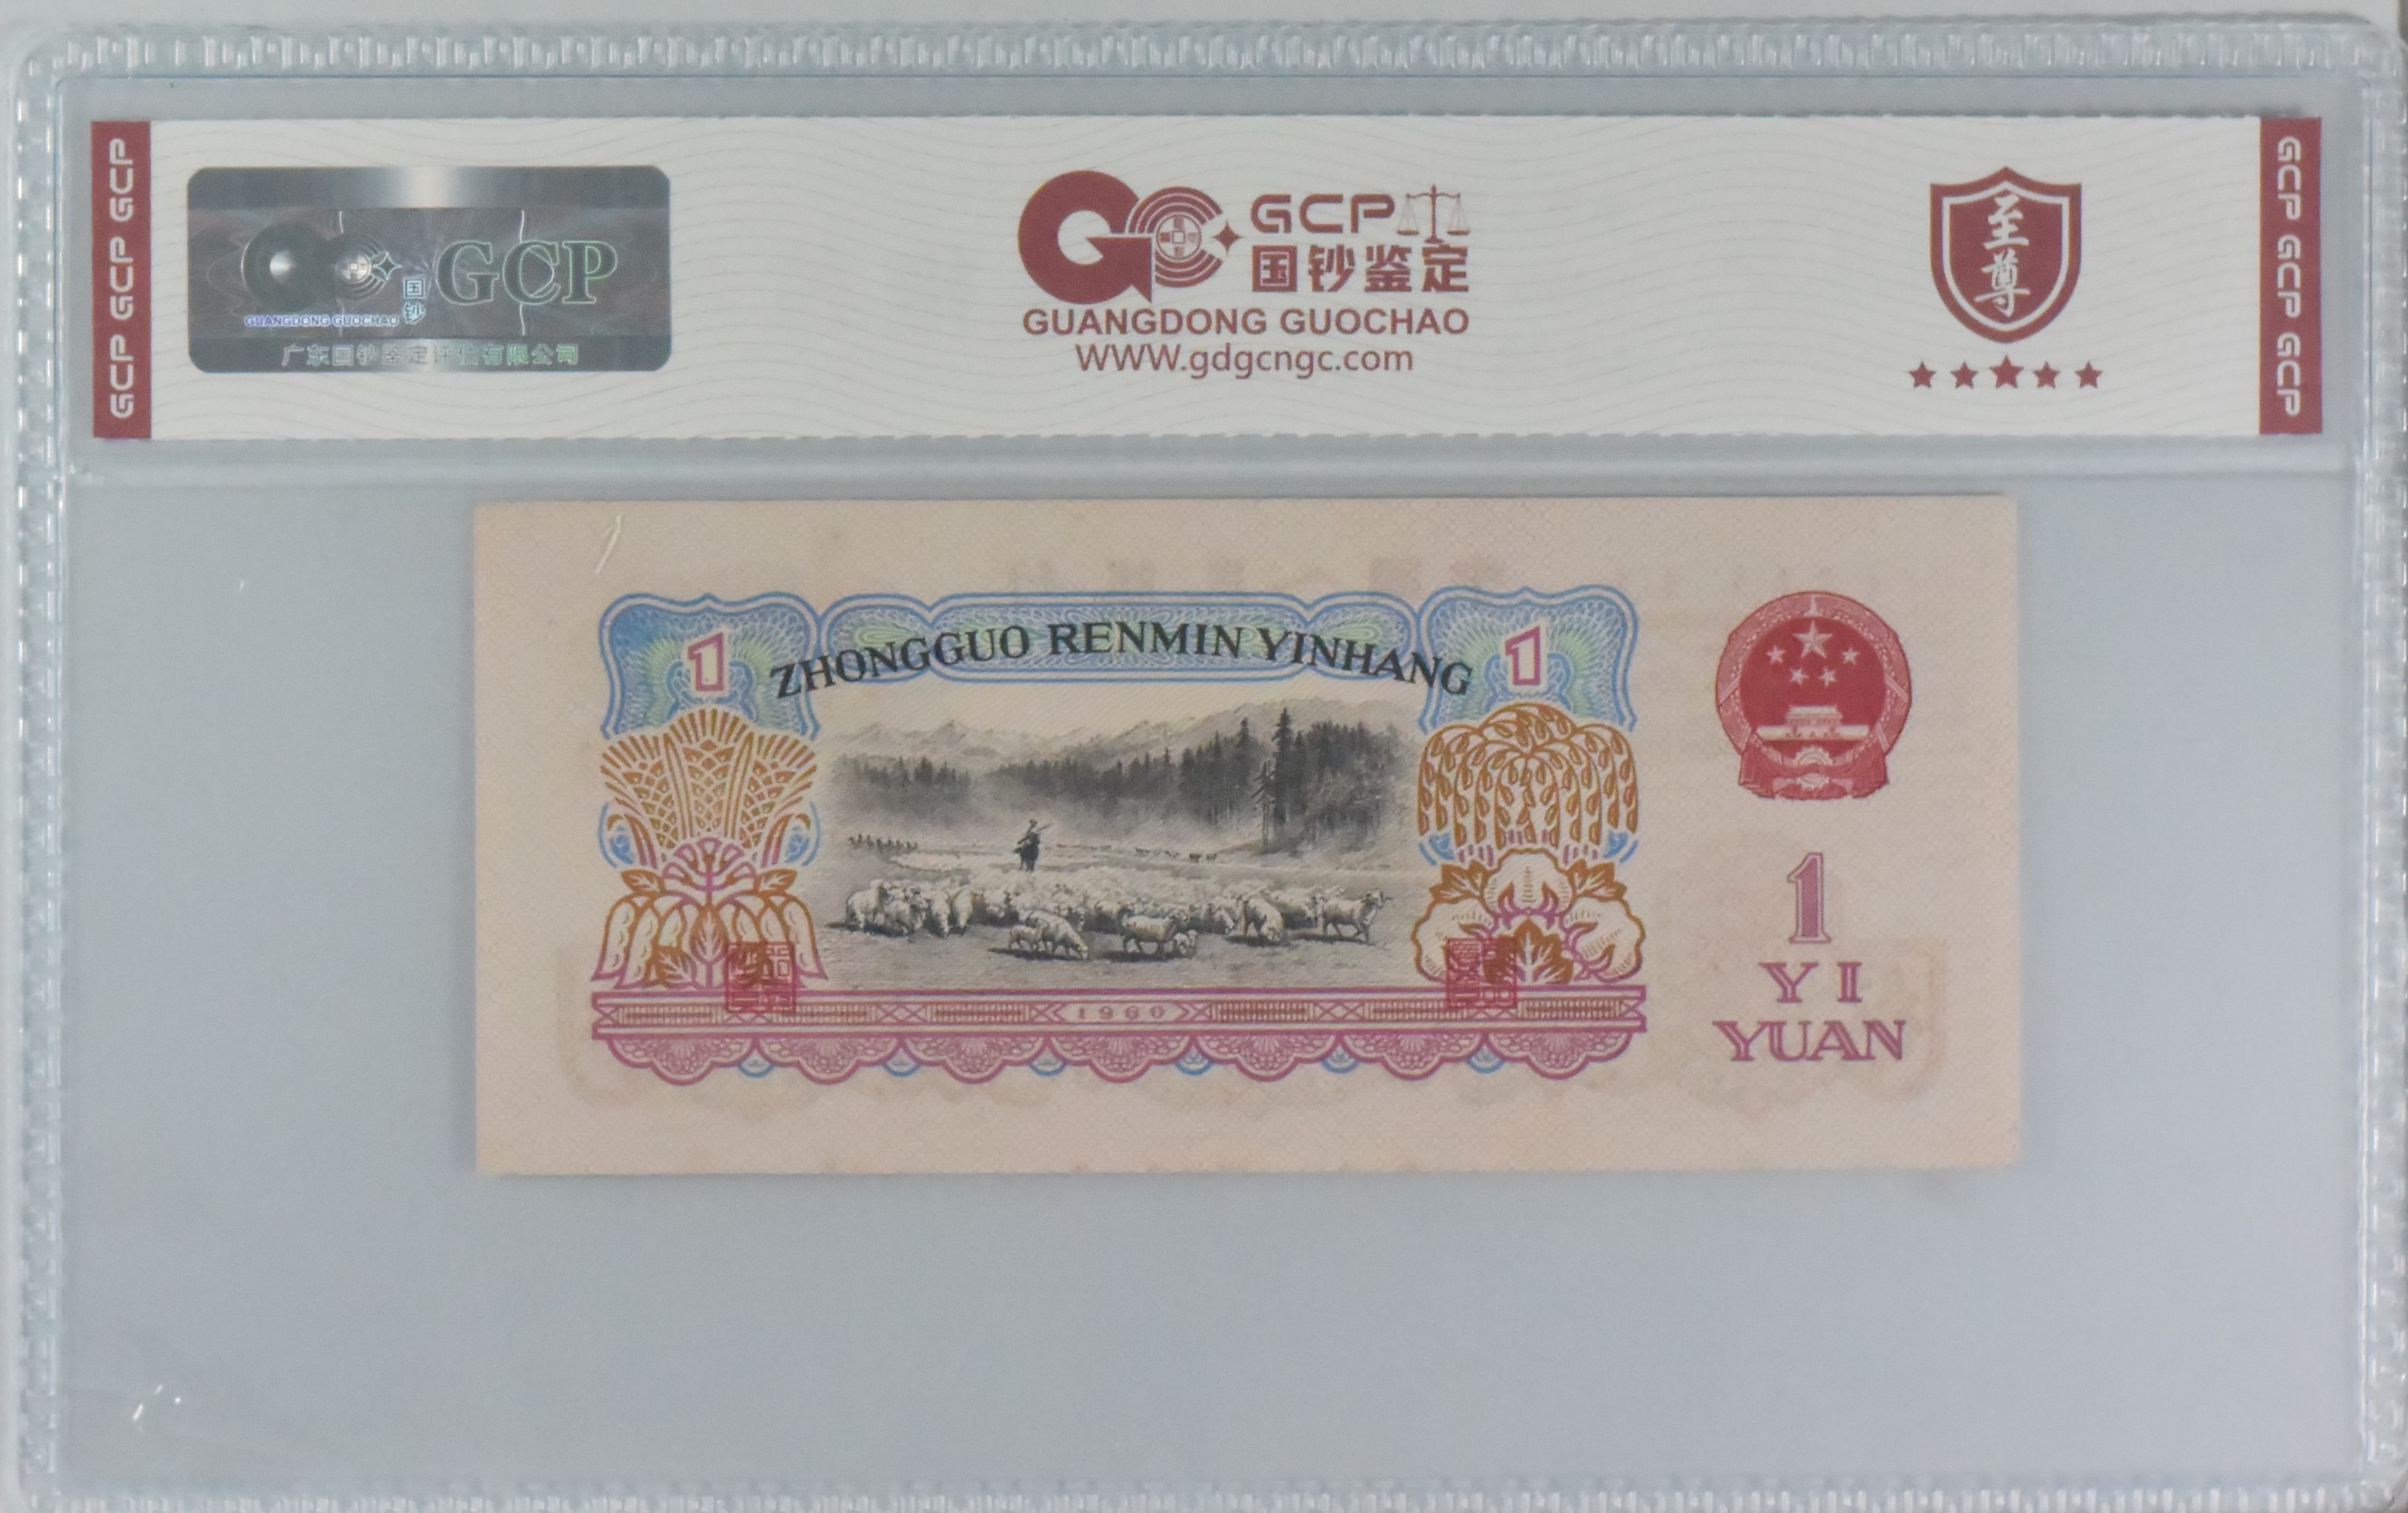 GCP GCP GCP
国钞
GCP
GUANGDONG GUOCHAO
广东国钞鉴定评估有限公司
GCP
国钞鉴定
GUANGDONG GUOCHAO
WWW.gdgcngc.com
至尊
GCP GCP GCP
ZHONGGUO RENMIN YINHANG
1
1
1960
1
YI
YUAN